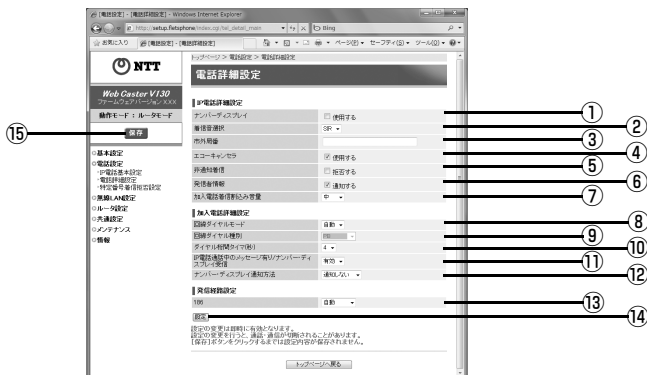 [電話設定] - [電話詳細設定] - Windows Internet Explorer
http://setup.fletsphone/index.cgi/tel_detail_main
Bing
お気に入り
[電話設定] - [電話詳細設定]
ページ(P) セーフティ(S) ツール(O)
NTT
Web Caster V130
ファームウェアバージョン XXX
動作モード : ルータモード
⑮
保存
基本設定
電話設定
IP電話基本設定
電話詳細設定
特定番号着信拒否設定
無線LAN設定
ルータ設定
共通設定
メンテナンス
情報
トップページ > 電話設定 > 電話詳細設定
電話詳細設定
IP電話詳細設定
ナンバーディスプレイ 使用する ①
着信音選択 SIR ②
市外局番 ③
エコーキャンセラ 使用する ④
非通知着信 拒否する ⑤
発信者情報 通知する ⑥
加入電話着信割込み音量 中 ⑦
加入電話詳細設定
回線ダイヤルモード 自動 ⑧
回線ダイヤル種別 ⑨
ダイヤル桁間タイマ(秒) 4 ⑩
IP電話通話中のメッセージ有り/ナンバー・ディスプレイ受信 有効 ⑪
ナンバー・ディスプレイ通知方法 通知しない ⑫
発信経路設定
186 自動 ⑬
設定 ⑭
設定の変更は即時に有効となります。
設定の変更を行うと、通話・通信が切断されることがあります。
[保存]ボタンをクリックするまでは設定内容が保存されません。
トップページへ戻る